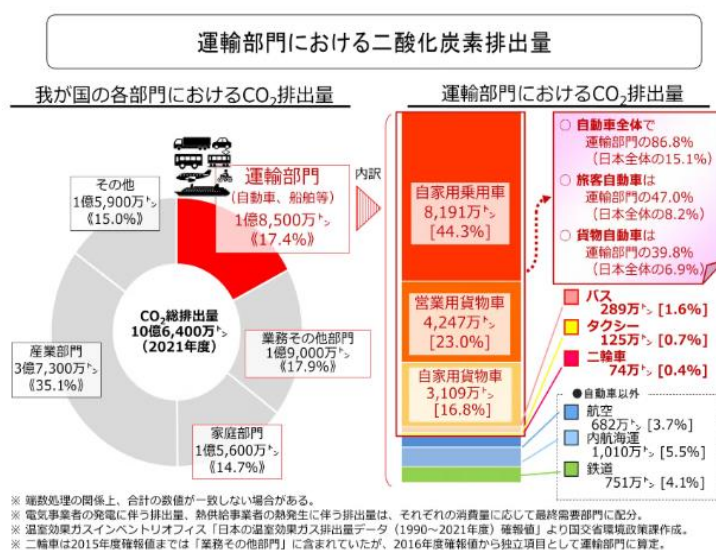 運輸部門における二酸化炭素排出量
我が国の各部門におけるCO₂排出量
その他
1億5,900万㌧
《15.0%》
運輸部門
(自動車、船舶等)
1億8,500万㌧
《17.4%》
CO₂総排出量
10億6,400万㌧
(2021年度)
産業部門
3億7,300万㌧
《35.1%》
業務その他部門
1億9,000万㌧
《17.9%》
家庭部門
1億5,600万㌧
《14.7%》
内訳
運輸部門におけるCO₂排出量
自家用乗用車
8,191万㌧
[44.3%]
営業用貨物車
4,247万㌧
[23.0%]
自家用貨物車
3,109万㌧
[16.8%]
○ 自動車全体で
運輸部門の86.8%
(日本全体の15.1%)
○ 旅客自動車は
運輸部門の47.0%
(日本全体の8.2%)
○ 貨物自動車は
運輸部門の39.8%
(日本全体の6.9%)
バス
289万㌧ [1.6%]
タクシー
125万㌧ [0.7%]
二輪車
74万㌧ [0.4%]
●自動車以外
航空
682万㌧ [3.7%]
内航海運
1,010万㌧ [5.5%]
鉄道
751万㌧ [4.1%]
※ 端数処理の関係上、合計の数値が一致しない場合がある。
※ 電気事業者の発電に伴う排出量、熱供給事業者の熱発生に伴う排出量は、それぞれの消費量に応じて最終需要部門に配分。
※ 温室効果ガスインベントリオフィス「日本の温室効果ガス排出量データ(1990～2021年度)確報値」より国交省環境政策課作成。
※ 二輪車は2015年度確報値までは「業務その他部門」に含まれていたが、2016年度確報値から独立項目として運輸部門に算定。